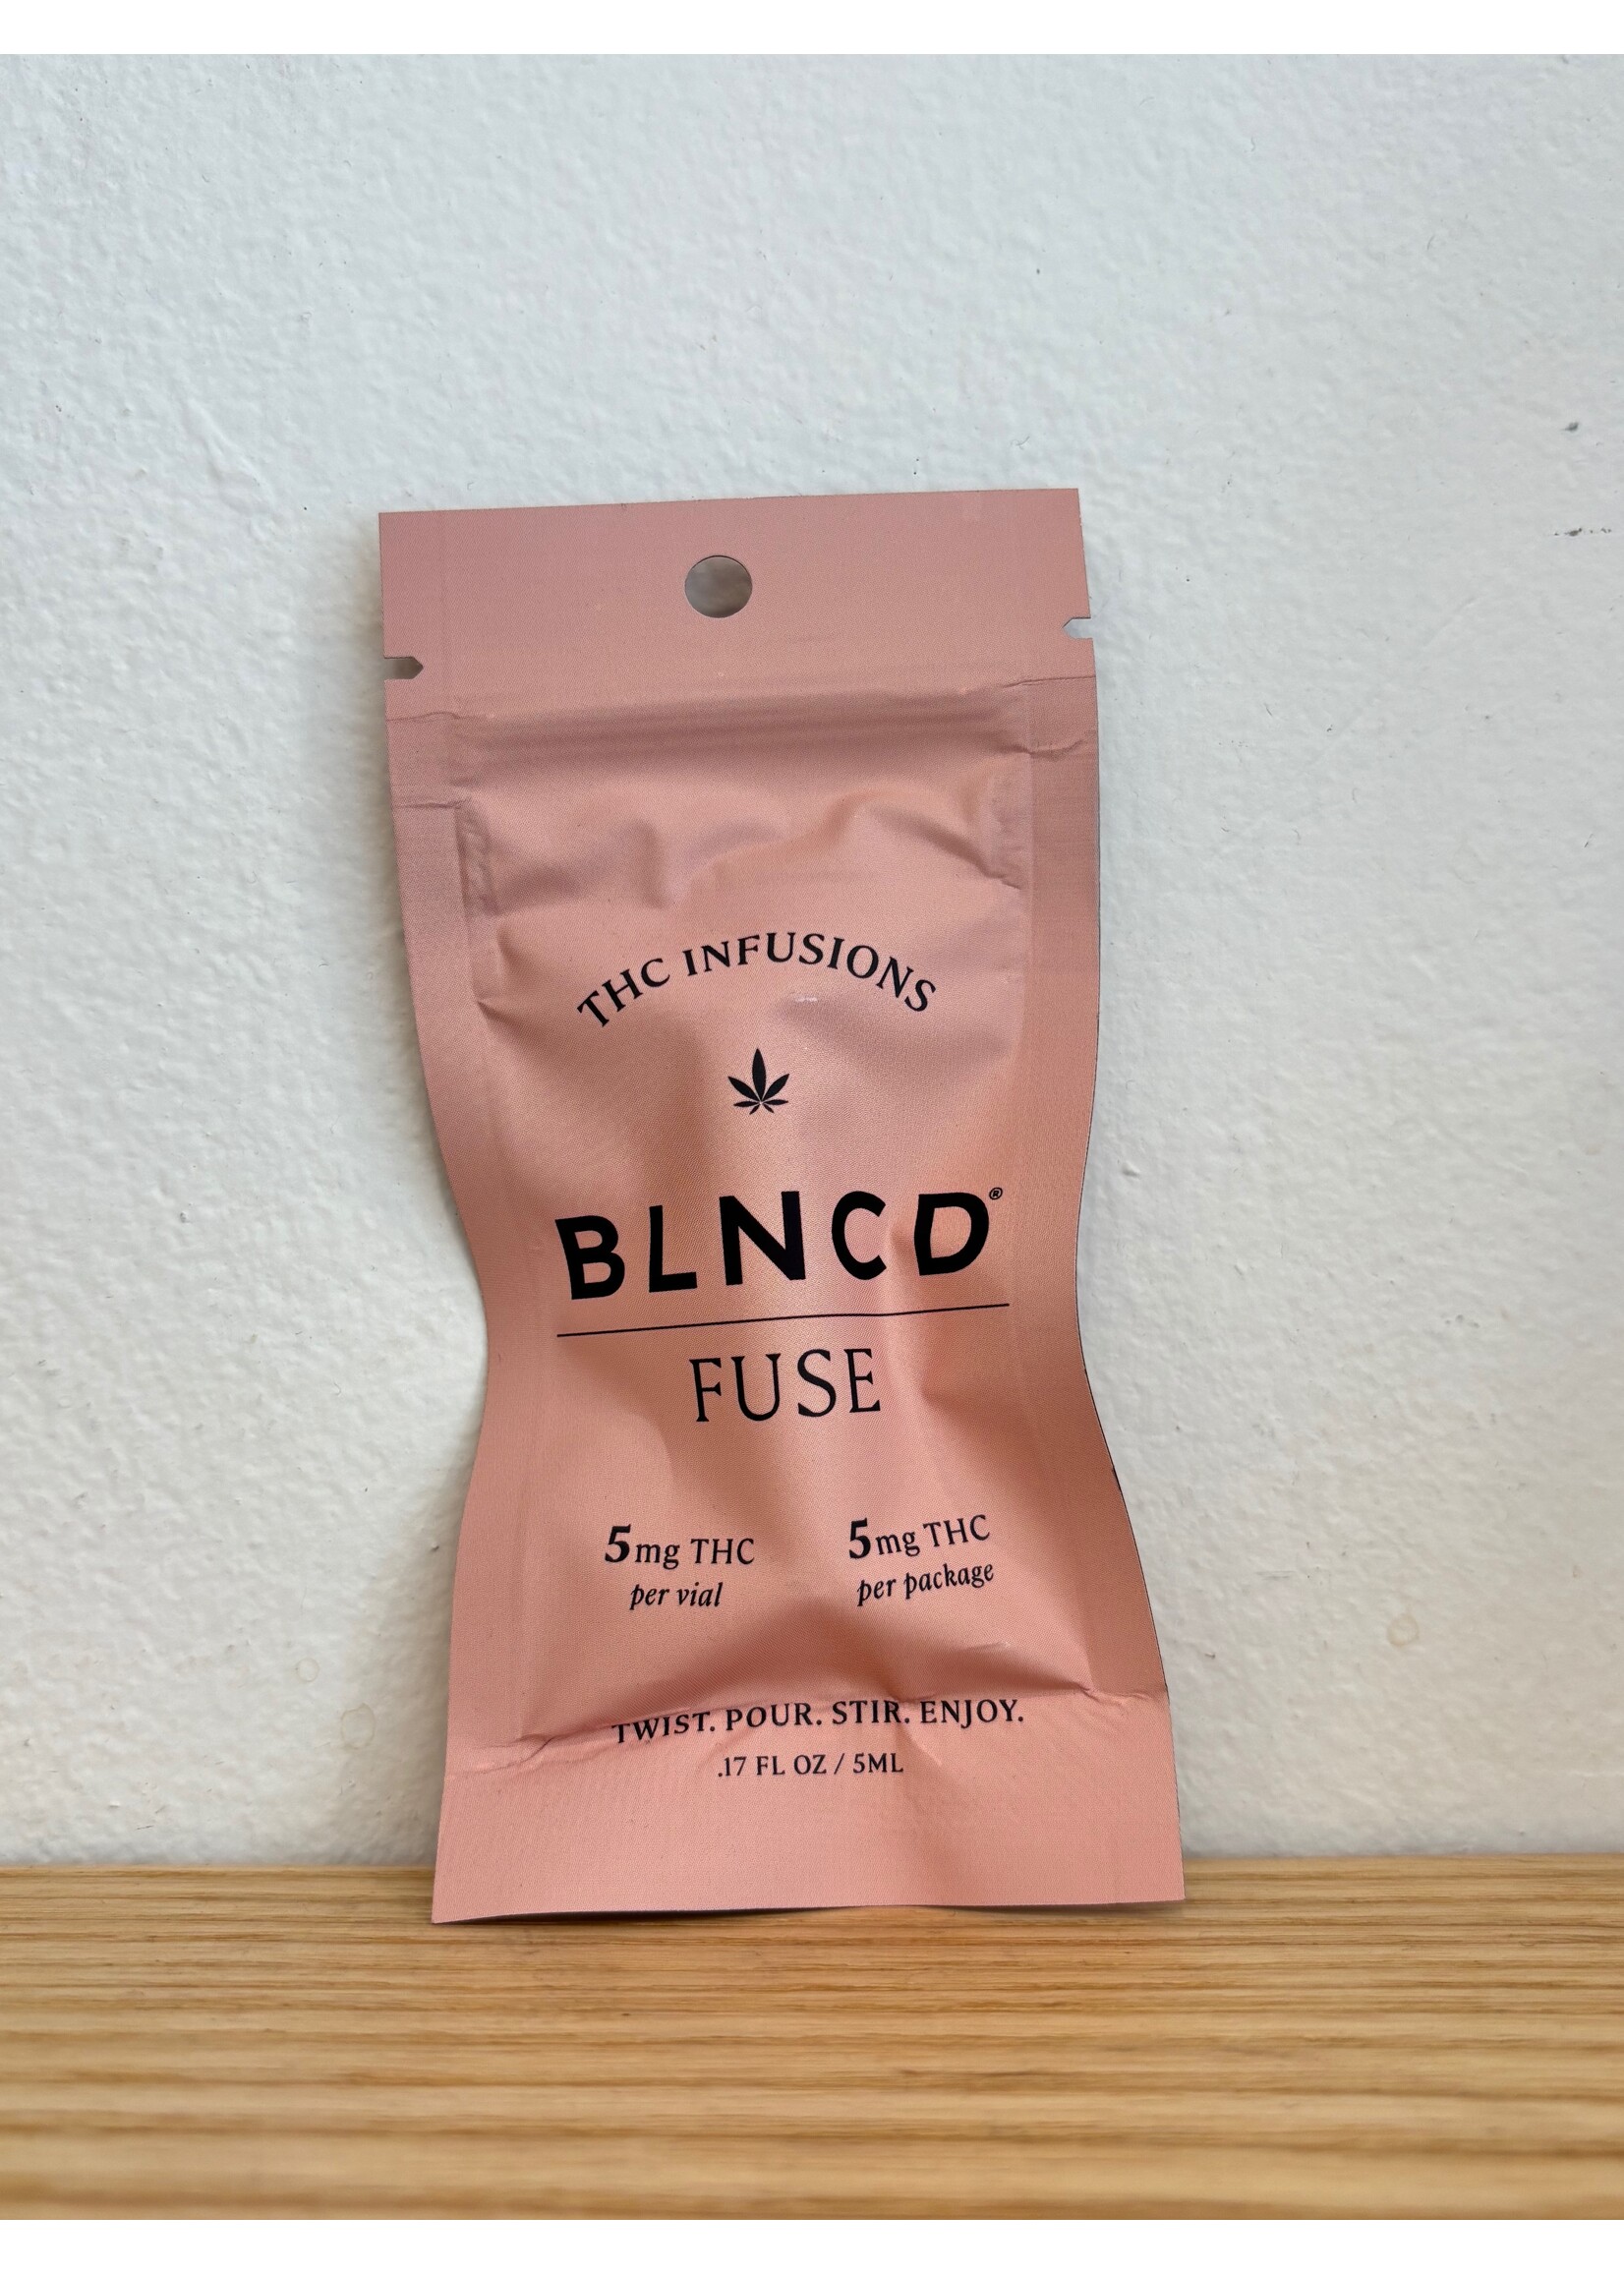 THC INFUSIONS
BLNCD®
FUSE
5mg THC
per vial
5mg THC
per package
TWIST. POUR. STIR. ENJOY.
.17 FL OZ / 5ML